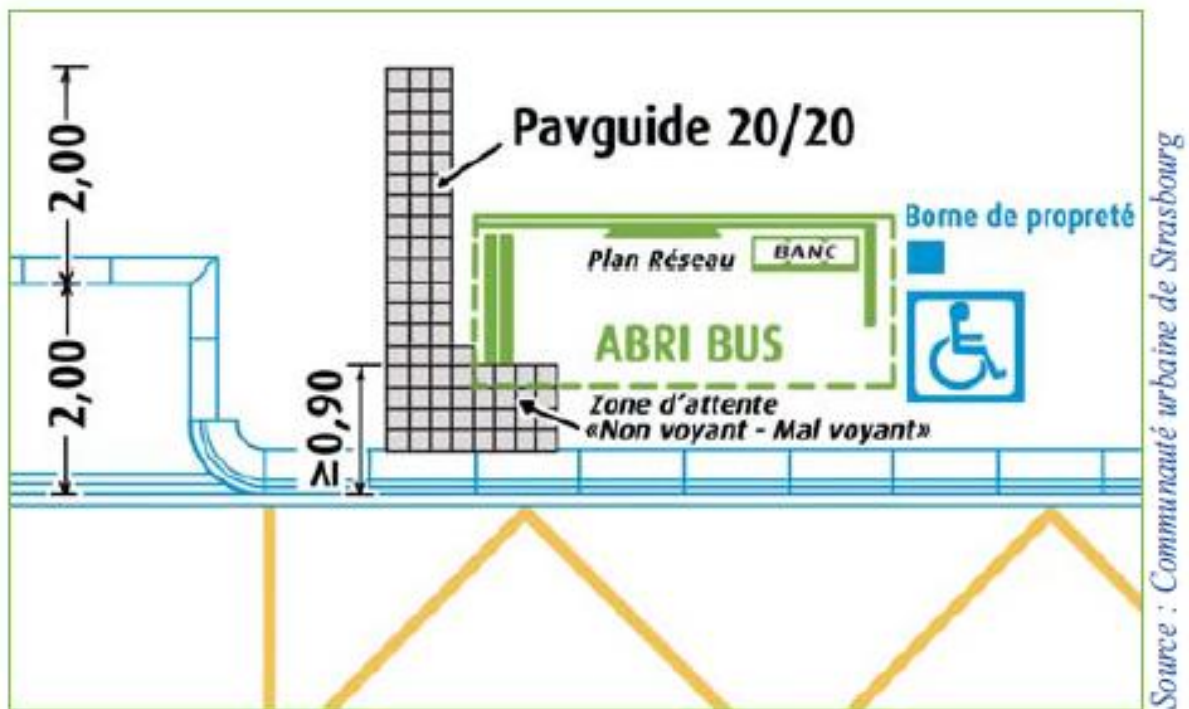 2,00
2,00
≥0,90
Pavguide 20/20
Plan Réseau
BANC
ABRI BUS
Borne de propreté
Zone d'attente
«Non voyant - Mal voyant»
Source : Communauté urbaine de Strasbourg